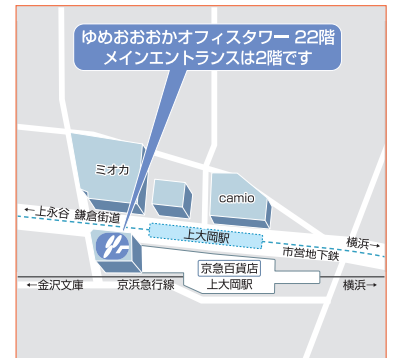 ゆめおおおかオフィスタワー 22階
メインエントランスは2階です
ミオカ
camio
←上永谷 鎌倉街道
上大岡駅
横浜→
市営地下鉄
京急百貨店
←金沢文庫
京浜急行線
上大岡駅
横浜→